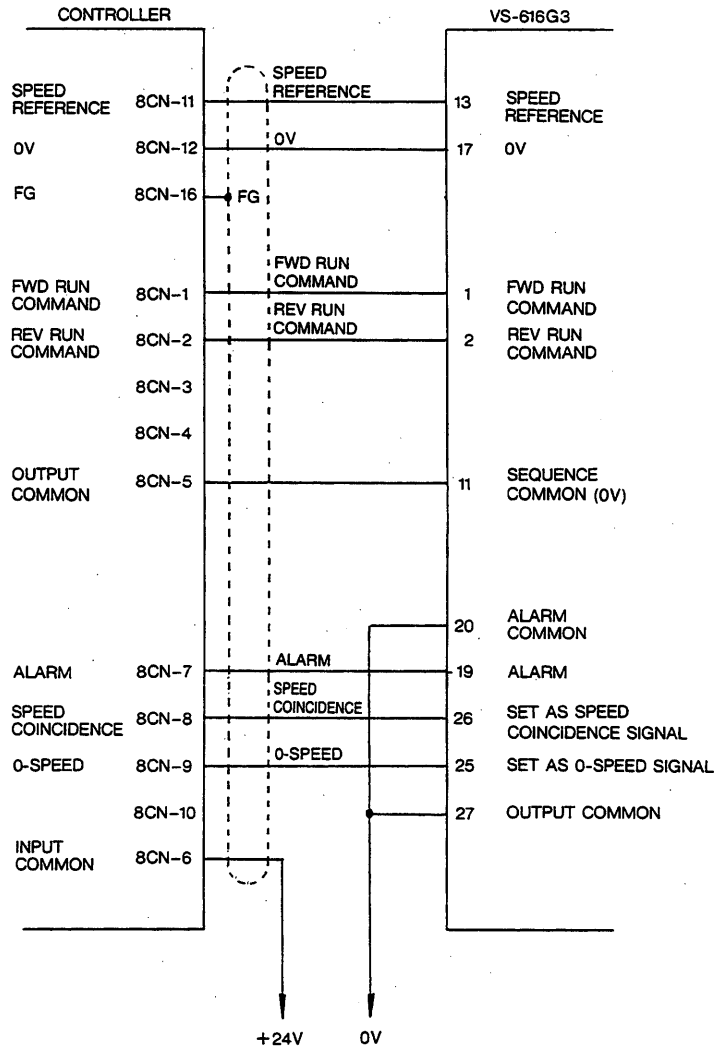 CONTROLLER
VS-616G3
SPEED
REFERENCE
8CN-11
SPEED
REFERENCE
13
SPEED
REFERENCE
0V
8CN-12
0V
17
0V
FG
8CN-16
FG
FWD RUN
COMMAND
8CN-1
FWD RUN
COMMAND
1
FWD RUN
COMMAND
REV RUN
COMMAND
8CN-2
REV RUN
COMMAND
2
REV RUN
COMMAND
8CN-3
8CN-4
OUTPUT
COMMON
8CN-5
11
SEQUENCE
COMMON (0V)
20
ALARM
COMMON
ALARM
8CN-7
ALARM
19
ALARM
SPEED
COINCIDENCE
8CN-8
SPEED
COINCIDENCE
26
SET AS SPEED
COINCIDENCE SIGNAL
0-SPEED
8CN-9
0-SPEED
25
SET AS 0-SPEED SIGNAL
8CN-10
27
OUTPUT COMMON
INPUT
COMMON
8CN-6
+24V
0V